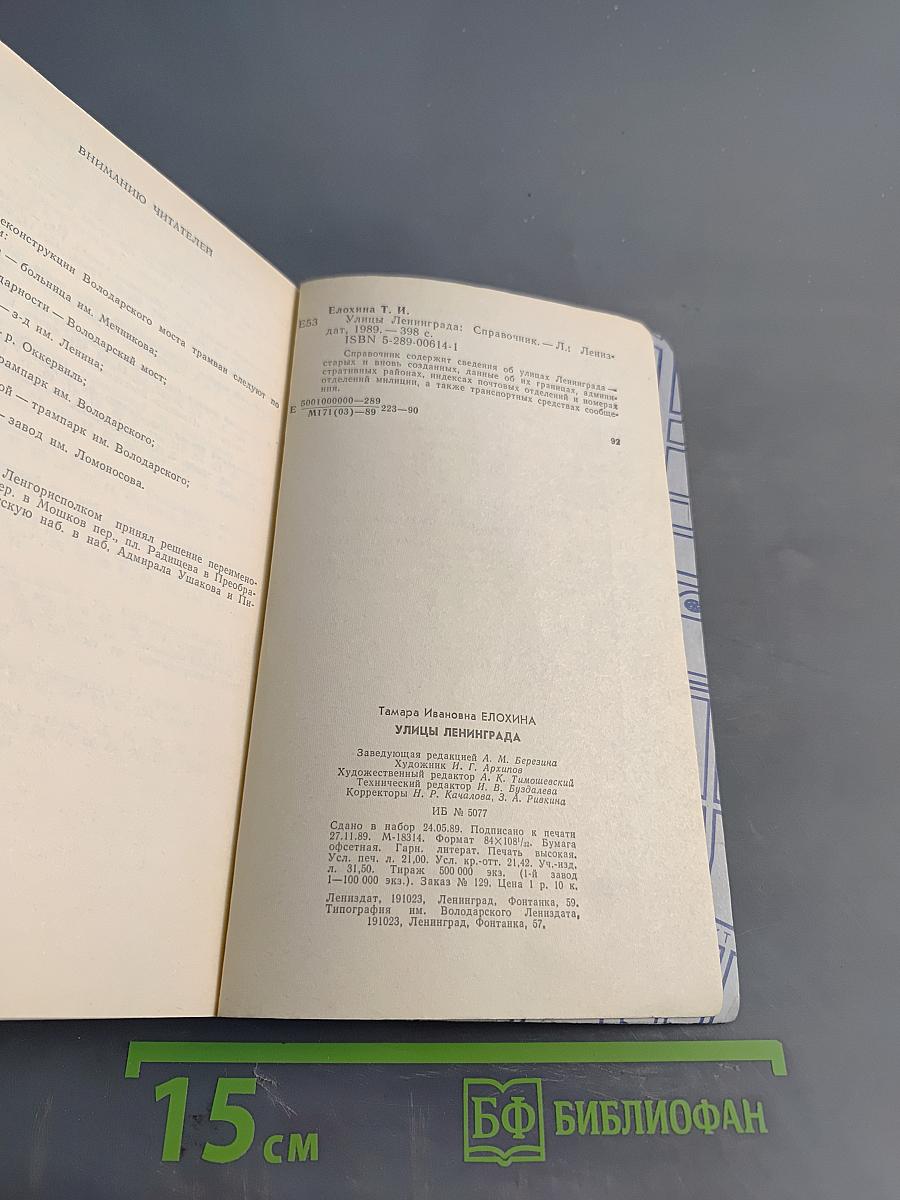 ВНИМАНИЮ ЧИТАТЕЛЕЙ
еконструкции Володарского моста трамваи следуют по
м:
— больница им. Мечникова;
дарности — Володарский мост;
— з-д им. Ленина;
р. Оккервиль;
рампарк им. Володарского;
ой — трампарк им. Володарского;
— завод им. Ломоносова.
Ленгорисполком принял решение переимено-
ер. в Мошков пер., пл. Радищева в Преобра-
скую наб. в наб. Адмирала Ушакова и Пи-
Елохина Т. И.
Е53 Улицы Ленинграда: Справочник. — Л.: Лениз-
дат, 1989. — 398 с.
ISBN 5-289-00614-1
Справочник содержит сведения об улицах Ленинграда —
старых и вновь созданных, данные об их границах, админи-
стративных районах, индексах почтовых отделений и номерах
отделений милиции, а также транспортных средствах сообще-
ния.
Е 5001000000—289
М171(03)—89 223—90
92
Тамара Ивановна ЕЛОХИНА
УЛИЦЫ ЛЕНИНГРАДА
Заведующая редакцией А. М. Березина
Художник И. Г. Архипов
Художественный редактор А. К. Тимошевский
Технический редактор И. В. Буздалева
Корректоры Н. Р. Качалова, З. А. Ривкина
ИБ № 5077
Сдано в набор 24.05.89. Подписано к печати
27.11.89. М-18314. Формат 84×108¹/₃₂. Бумага
офсетная. Гарн. литерат. Печать высокая.
Усл. печ. л. 21,00. Усл. кр.-отт. 21,42. Уч.-изд.
л. 31,50. Тираж 500 000 экз. (1-й завод
1—100 000 экз.). Заказ № 129. Цена 1 р. 10 к.
Лениздат, 191023, Ленинград, Фонтанка, 59.
Типография им. Володарского Лениздата,
191023, Ленинград, Фонтанка, 57.
15 см
БФ БИБЛИОФАН